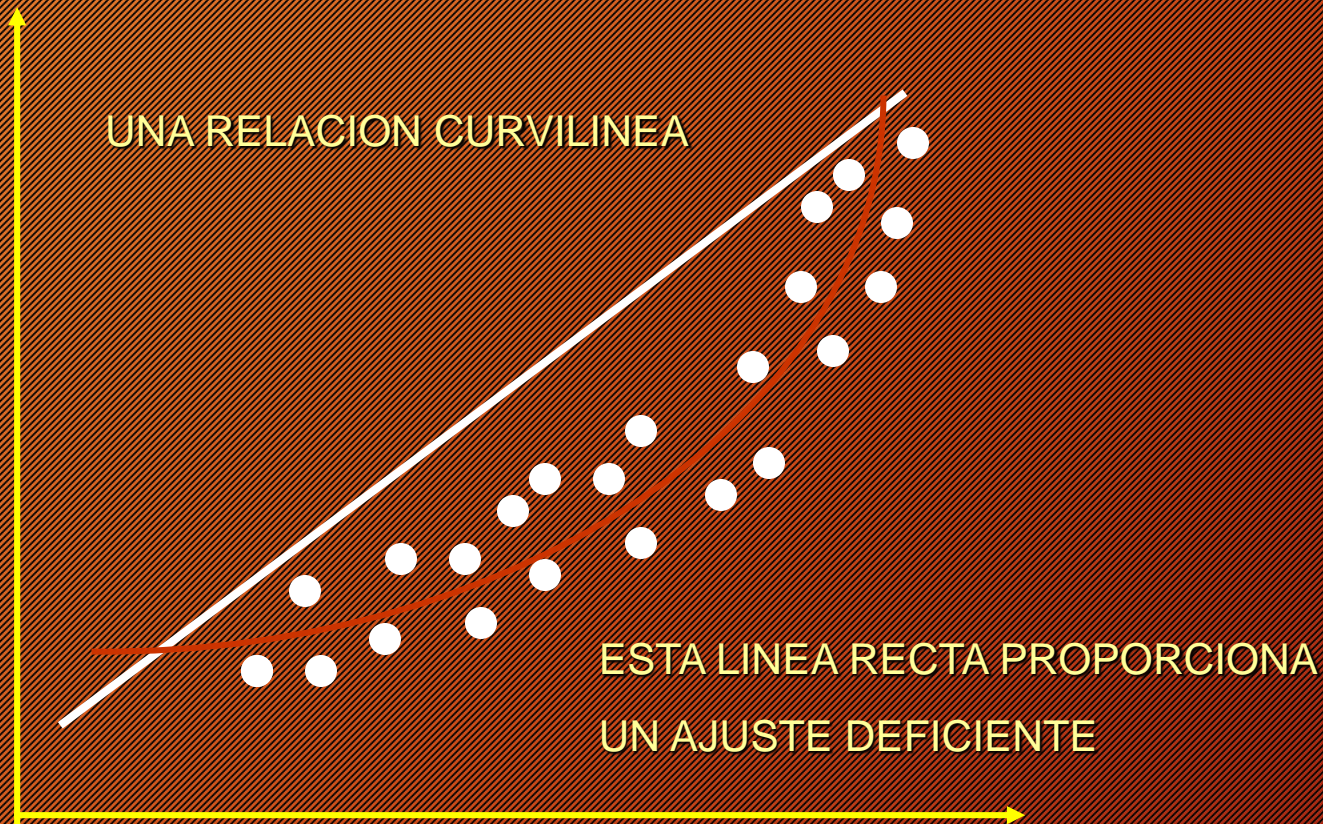 UNA RELACION CURVILINEA
ESTA LINEA RECTA PROPORCIONA
UN AJUSTE DEFICIENTE